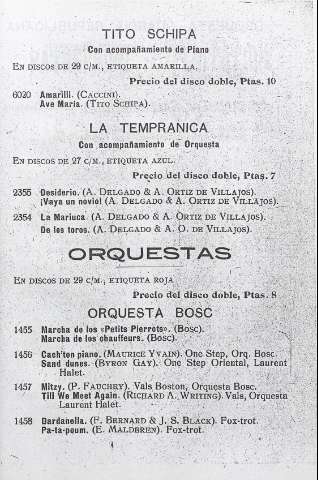 TITO SCHIPA
Con acompañamiento de Piano
EN DISCOS DE 29 C/M., ETIQUETA AMARILLA.
Precio del disco doble, Ptas. 10
6020 Amarilli. (CACCINI).
Ave Maria. (TITO SCHIPA).
LA TEMPRANICA
Con acompañamiento de Orquesta
EN DISCOS DE 27 C/M., ETIQUETA AZUL.
Precio del disco doble, Ptas. 7
2355 Desiderio. (A. DELGADO & A. ORTIZ DE VILLAJOS).
¡Vaya un novio! (A. DELGADO & A. ORTIZ DE VILLAJOS).
2354 La Mariuca. (A. DELGADO & A. ORTIZ DE VILLAJOS).
De los toros. (A. DELGADO & A. O. DE VILLAJOS).
ORQUESTAS
EN DISCOS DE 29 C/M., ETIQUETA ROJA
Precio del disco doble, Ptas. 8
ORQUESTA BOSC
1455 Marcha de los «Petits Pierrots». (BOSC).
Marcha de los chauffeurs. (BOSC).
1456 Cach'ton piano. (MAURICE YVAIN). One Step, Orq. Bosc.
Sand dunes. (BYRON GAY). One Step Oriental, Laurent
Halet.
1457 Mitzy. (P. FAUCHEY). Vals Boston, Orquesta Bosc.
Till We Meet Again. (RICHARD A. WRITING). Vals, Orquesta
Laurent Halet.
1458 Dardanella. (F. BERNARD & J. S. BLACK). Fox-trot.
Pa-ta-poum. (E. MALDEREN). Fox-trot.